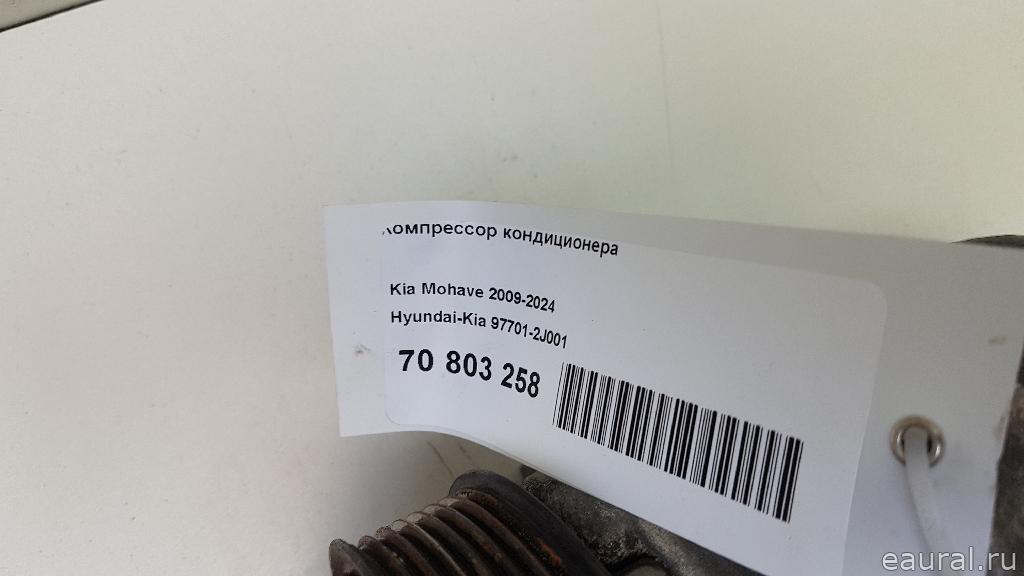 Компрессор кондиционера
Kia Mohave 2009-2024
Hyundai-Kia 97701-2J001
70 803 258
eaural.ru